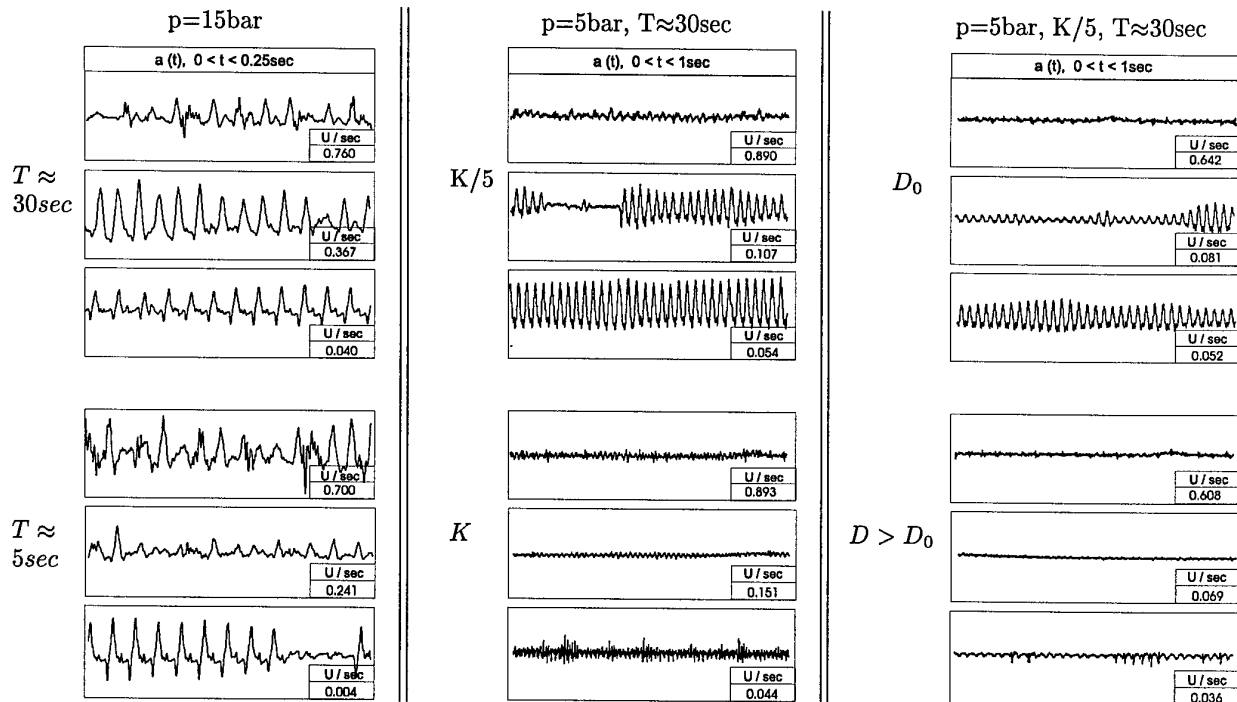 p=15bar
a (t), 0 < t < 0.25sec
T ≈
30sec
U / sec
0.760
U / sec
0.367
U / sec
0.040
T ≈
5sec
U / sec
0.700
U / sec
0.241
U / sec
0.004
p=5bar, T≈30sec
a (t), 0 < t < 1sec
K/5
U / sec
0.890
U / sec
0.107
U / sec
0.054
K
U / sec
0.893
U / sec
0.151
U / sec
0.044
p=5bar, K/5, T≈30sec
a (t), 0 < t < 1sec
D₀
U / sec
0.642
U / sec
0.081
U / sec
0.052
D > D₀
U / sec
0.608
U / sec
0.069
U / sec
0.036